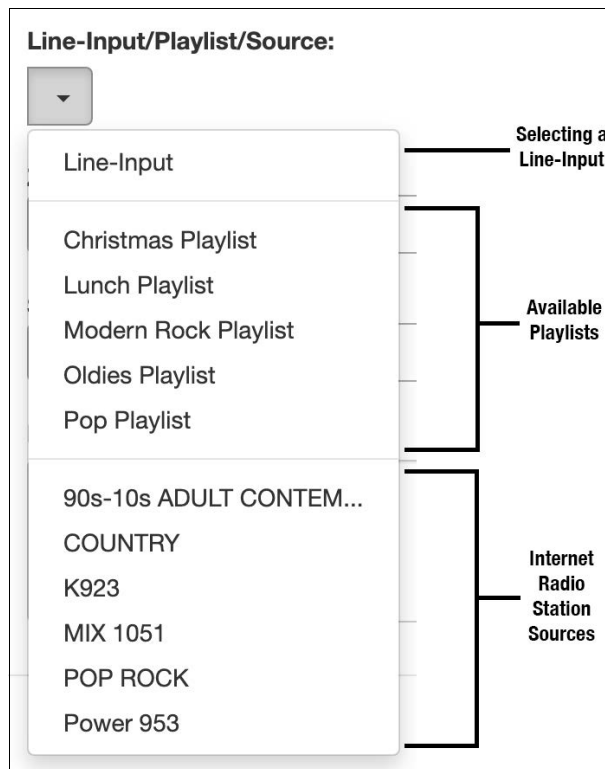 Line-Input/Playlist/Source:
Line-Input
Selecting a
Line-Input
Christmas Playlist
Lunch Playlist
Modern Rock Playlist
Oldies Playlist
Pop Playlist
Available
Playlists
90s-10s ADULT CONTEM...
COUNTRY
K923
MIX 1051
POP ROCK
Power 953
Internet
Radio
Station
Sources